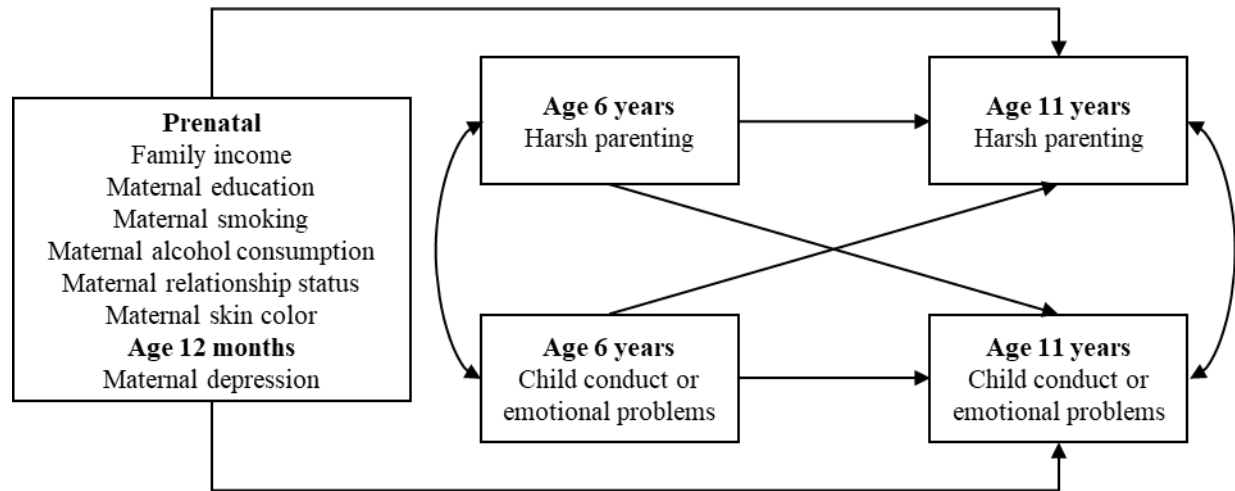 Prenatal
Family income
Maternal education
Maternal smoking
Maternal alcohol consumption
Maternal relationship status
Maternal skin color
Age 12 months
Maternal depression
Age 6 years
Harsh parenting
Age 11 years
Harsh parenting
Age 6 years
Child conduct or
emotional problems
Age 11 years
Child conduct or
emotional problems